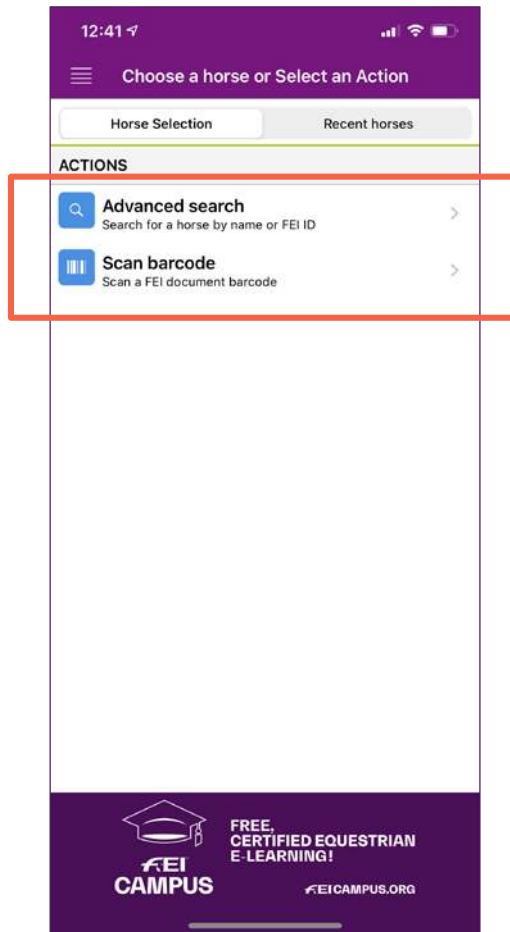 12:41
Choose a horse or Select an Action
Horse Selection
Recent horses
ACTIONS
Advanced search
Search for a horse by name or FEI ID
Scan barcode
Scan a FEI document barcode
FEI
CAMPUS
FREE,
CERTIFIED EQUESTRIAN
E-LEARNING!
FEICAMPUS.ORG